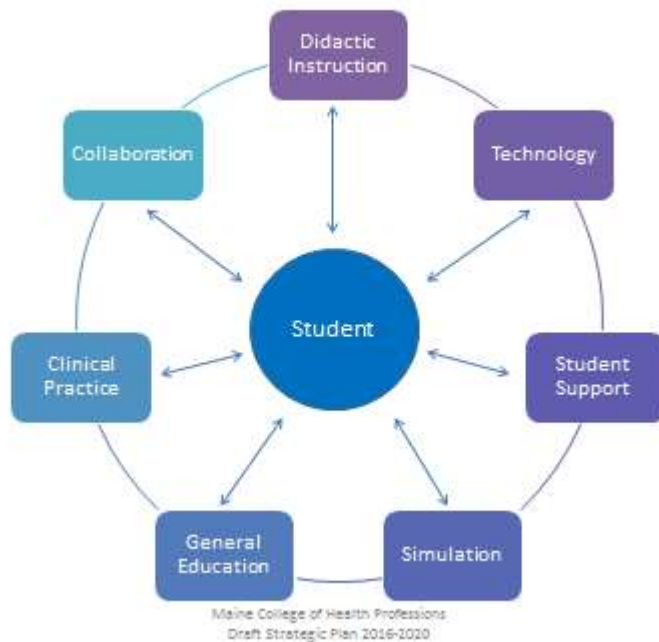 Didactic
Instruction
Collaboration
Technology
Student
Clinical
Practice
Student
Support
General
Education
Simulation
Maine College of Health Professions
Draft Strategic Plan 2016-2020